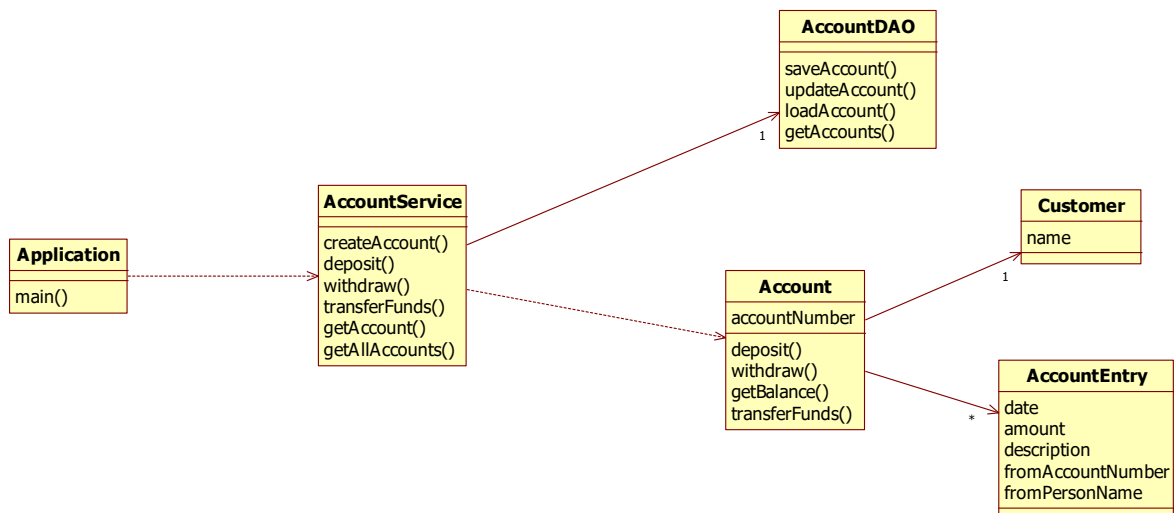 AccountDAO
saveAccount()
updateAccount()
loadAccount()
getAccounts()
1
AccountService
createAccount()
deposit()
withdraw()
transferFunds()
getAccount()
getAllAccounts()
Application
main()
Customer
name
1
Account
accountNumber
deposit()
withdraw()
getBalance()
transferFunds()
AccountEntry
date
amount
description
fromAccountNumber
fromPersonName
*